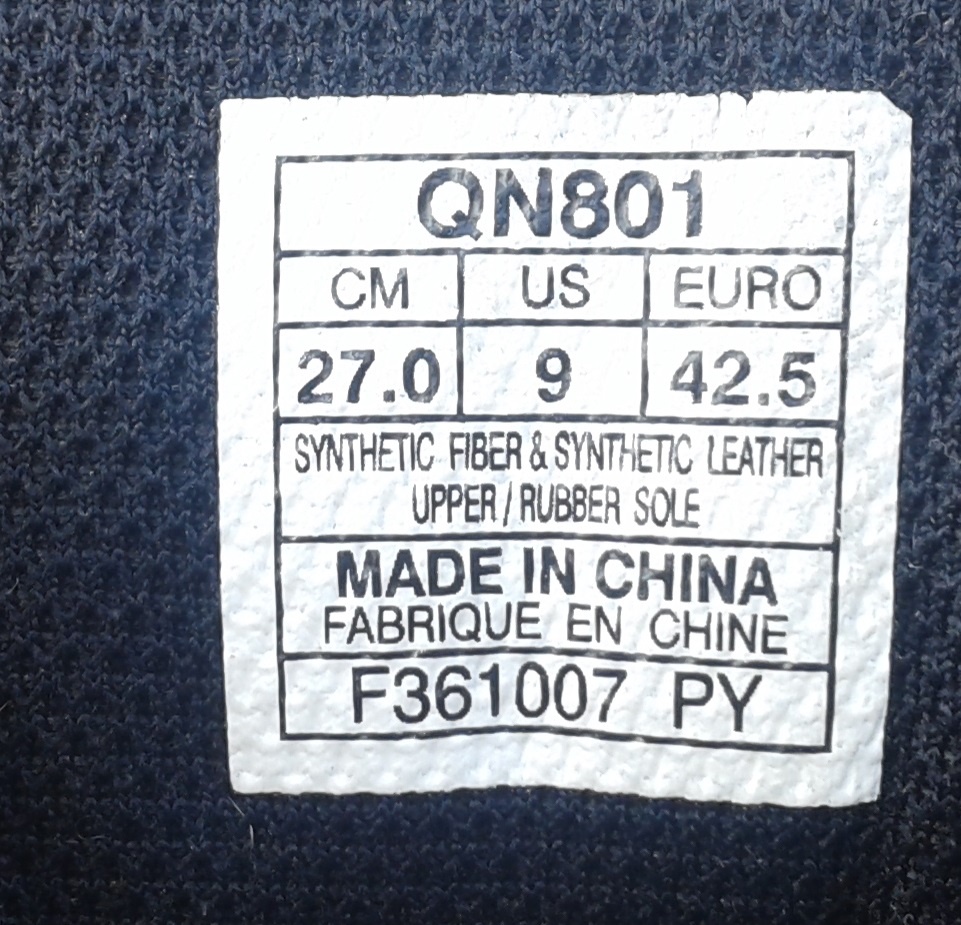 QN801
CM US EURO
27.0 9 42.5
SYNTHETIC FIBER & SYNTHETIC LEATHER
UPPER / RUBBER SOLE
MADE IN CHINA
FABRIQUE EN CHINE
F361007 PY